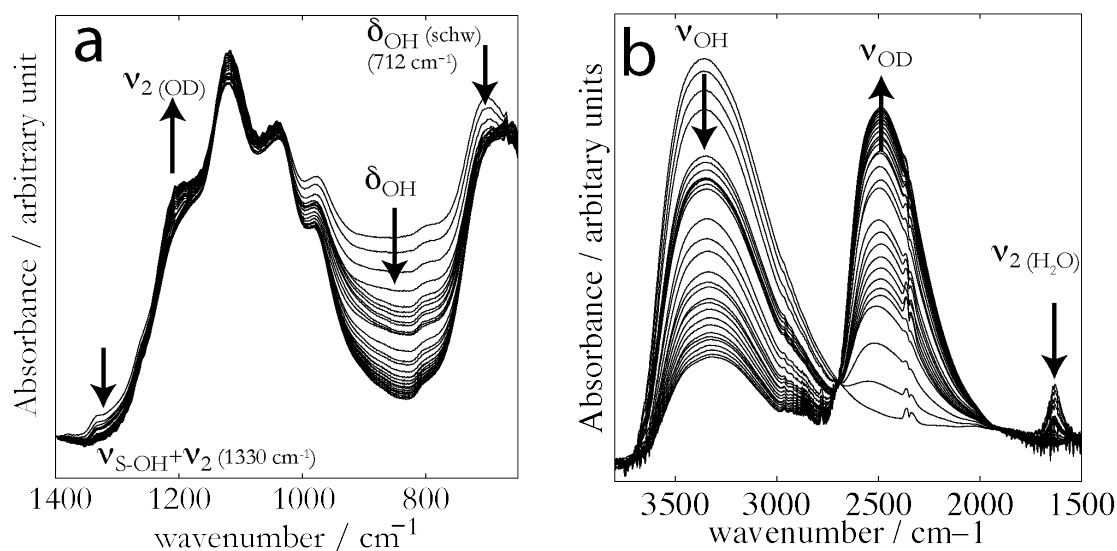 a
δOH (schw)
(712 cm⁻¹)
ν2 (OD)
δOH
νS-OH+ν2 (1330 cm⁻¹)
Absorbance / arbitrary unit
1400 1200 1000 800
wavenumber / cm⁻¹
b
νOH
νOD
ν2 (H₂O)
Absorbance / arbitary units
3500 3000 2500 2000 1500
wavenumber / cm–1